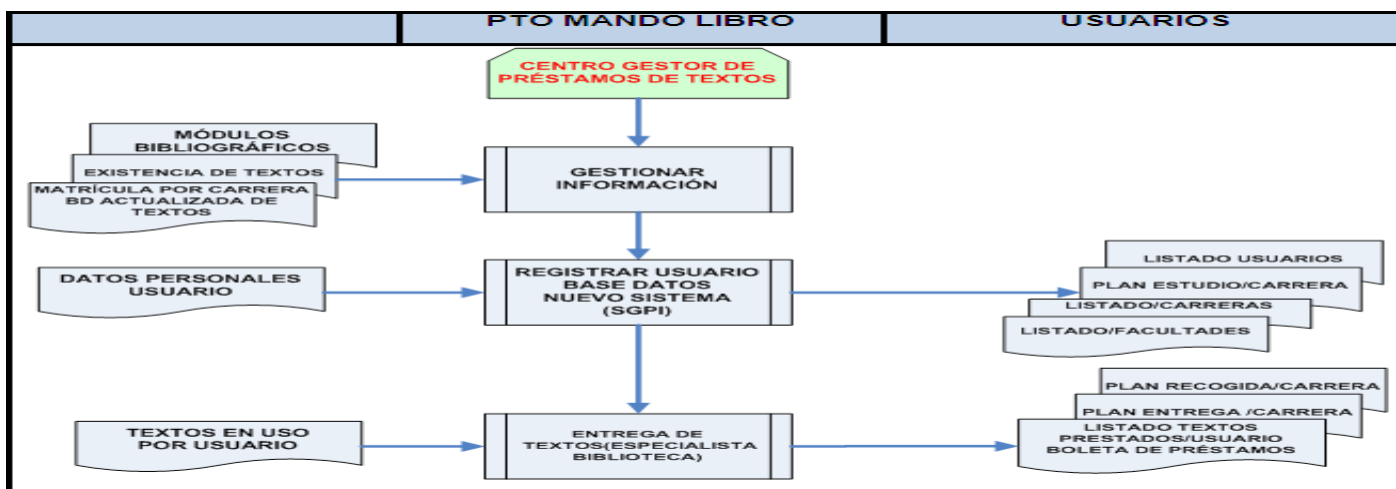 PTO MANDO LIBRO
USUARIOS
CENTRO GESTOR DE
PRÉSTAMOS DE TEXTOS
MÓDULOS
BIBLIOGRÁFICOS
EXISTENCIA DE TEXTOS
MATRÍCULA POR CARRERA
BD ACTUALIZADA DE
TEXTOS
GESTIONAR
INFORMACIÓN
DATOS PERSONALES
USUARIO
REGISTRAR USUARIO
BASE DATOS
NUEVO SISTEMA
(SGPI)
LISTADO USUARIOS
PLAN ESTUDIO/CARRERA
LISTADO/CARRERAS
LISTADO/FACULTADES
TEXTOS EN USO
POR USUARIO
ENTREGA DE
TEXTOS(ESPECIALISTA
BIBLIOTECA)
PLAN RECOGIDA/CARRERA
PLAN ENTREGA /CARRERA
LISTADO TEXTOS
PRESTADOS/USUARIO
BOLETA DE PRÉSTAMOS